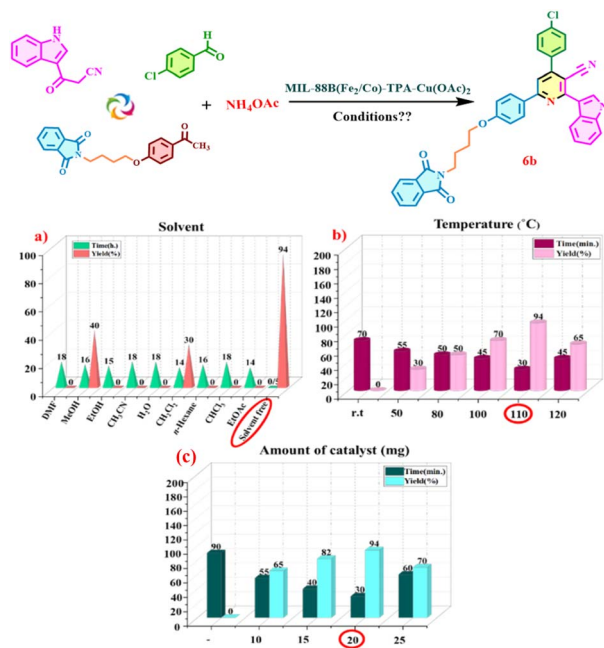 Cl
H
N
O
H
CN
O
Cl
MIL-88B(Fe₂/Co)-TPA-Cu(OAc)₂
CN
N
+ NH₄OAc
Conditions??
O
N
O
O
O
CH₃
O
N
O
O
6b
a) Solvent
Time(h.)
Yield(%)
100
80
60
40
20
0
18 0 16 40 15 0 18 0 18 0 14 30 16 0 18 0 14 0 0/5 94
DMF MeOH EtOH CH₃CN H₂O CH₂Cl₂ n-Hexane CHCl₃ EtOAc Solvent free
b) Temperature (°C)
Time(min.)
Yield(%)
200
180
160
140
120
100
80
60
40
20
0
70 0 55 30 50 50 45 70 30 94 45 65
r.t 50 80 100 110 120
(c) Amount of catalyst (mg)
Time(min.)
Yield(%)
200
180
160
140
120
100
80
60
40
20
0
90 0 55 65 40 82 30 94 60 70
- 10 15 20 25